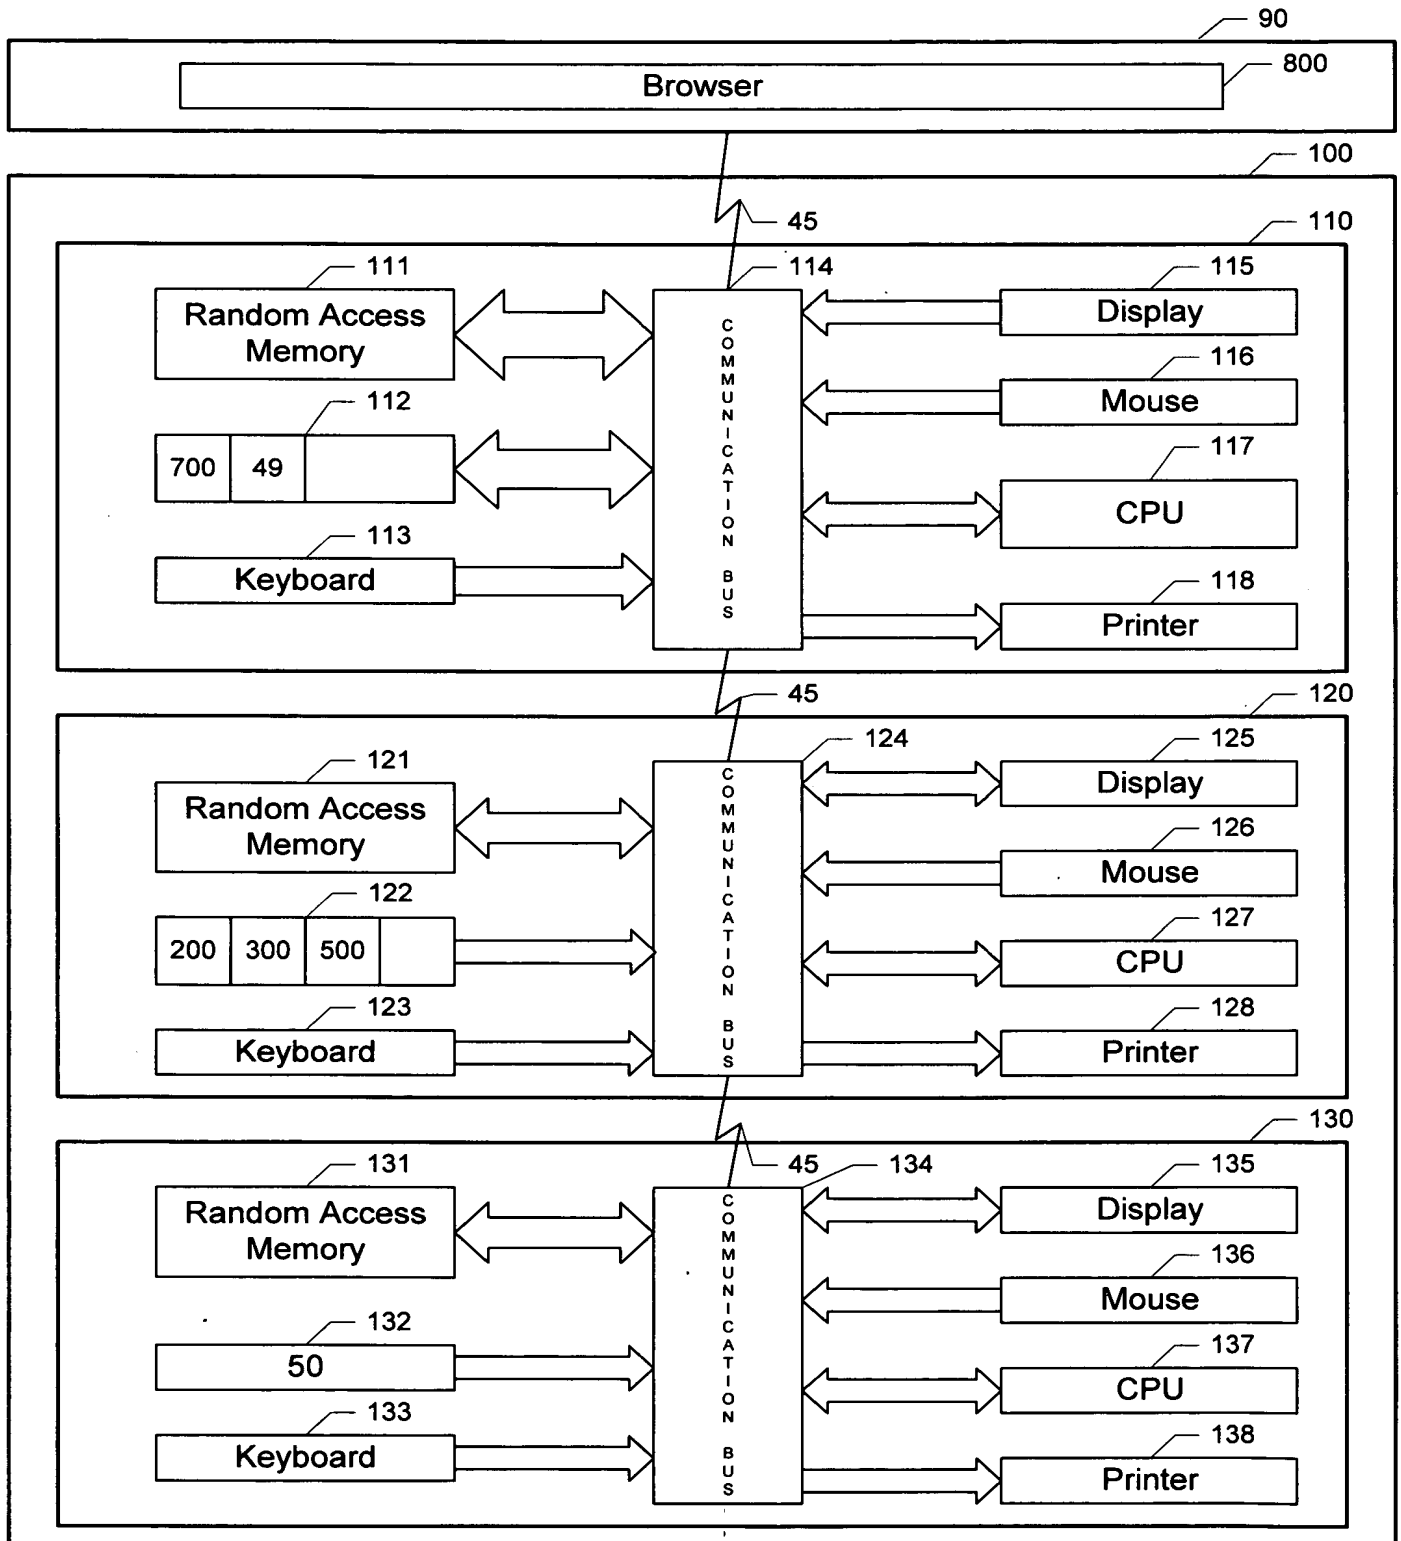 90
Browser
800
100
45
110
111
114
115
Random Access
Memory
COMMUNICATION BUS
Display
116
Mouse
112
700
49
117
CPU
113
Keyboard
118
Printer
45
120
121
124
125
Random Access
Memory
COMMUNICATION BUS
Display
126
Mouse
122
200
300
500
127
CPU
123
Keyboard
128
Printer
130
131
45
134
135
Random Access
Memory
COMMUNICATION BUS
Display
136
Mouse
132
50
137
CPU
133
Keyboard
138
Printer